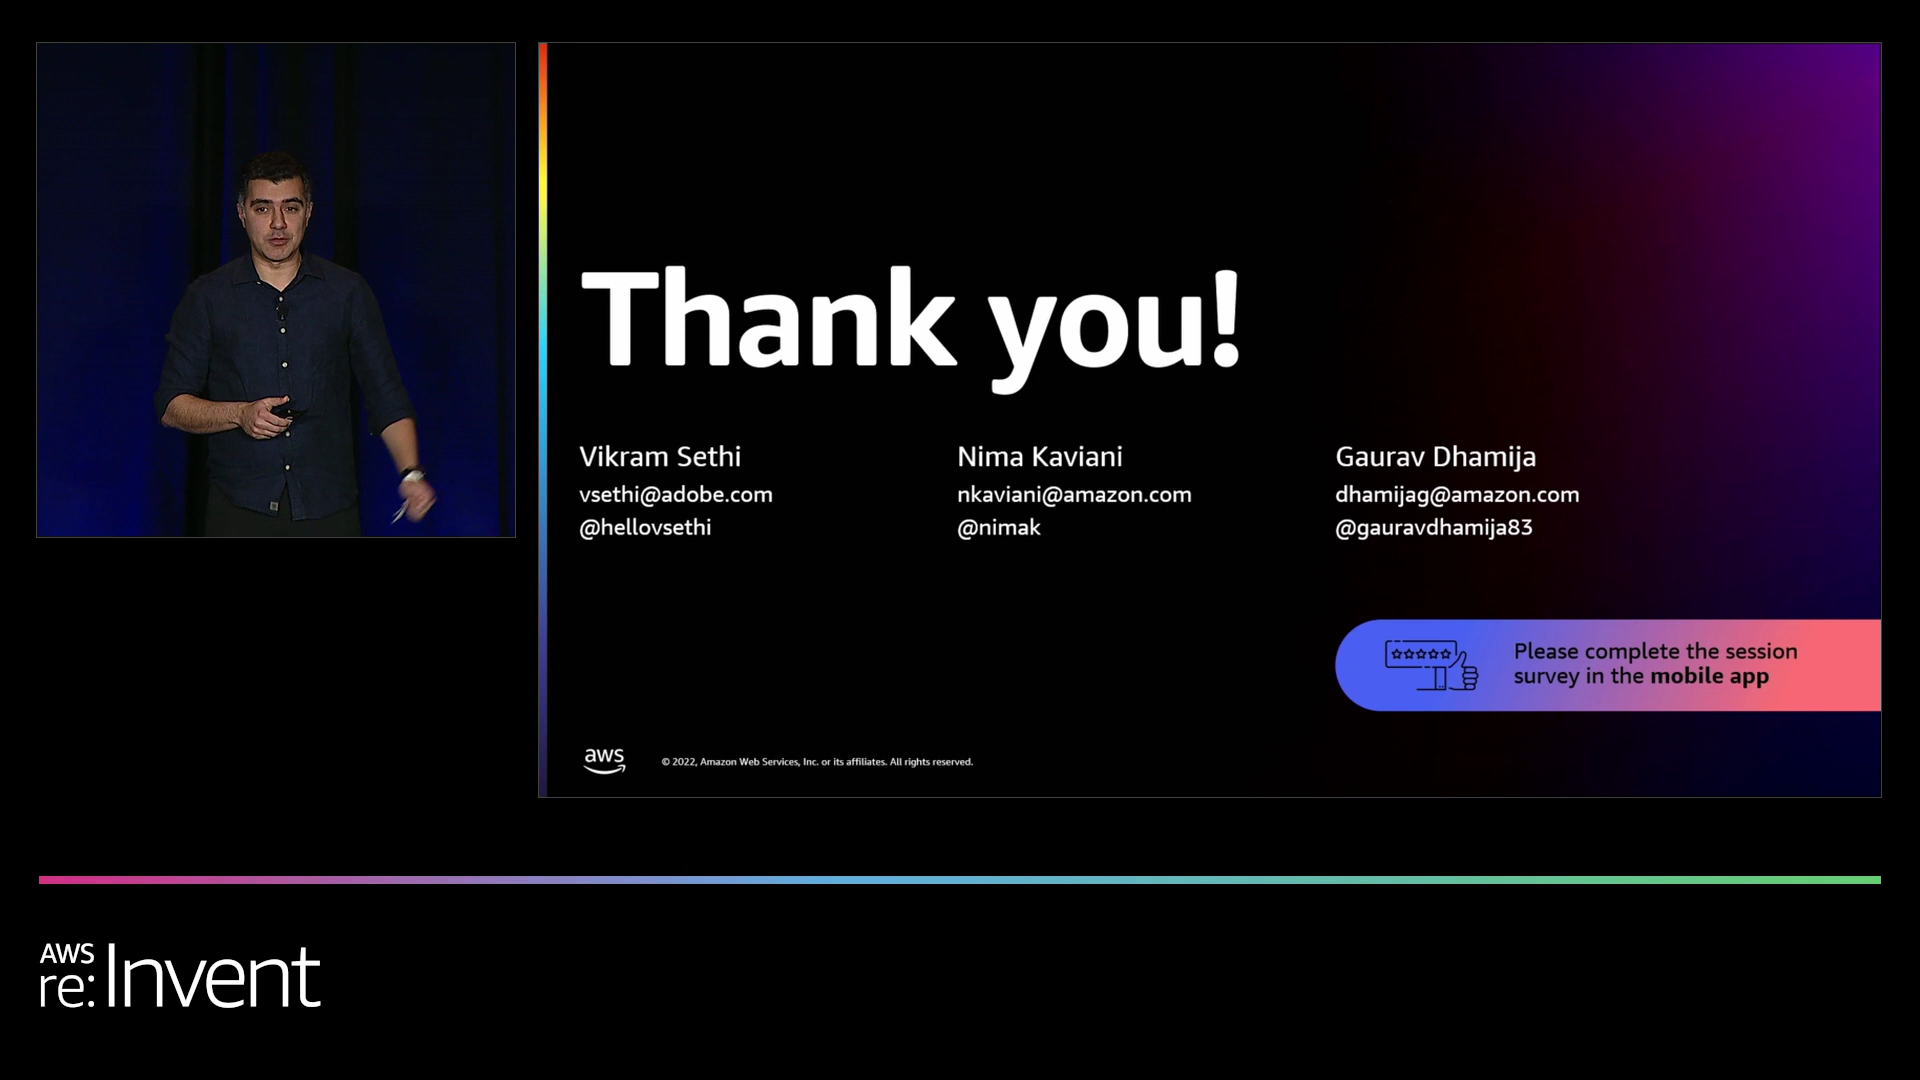 Thank you!
Vikram Sethi
vsethi@adobe.com
@hellovsethi
Nima Kaviani
nkaviani@amazon.com
@nimak
Gaurav Dhamija
dhamijag@amazon.com
@gauravdhamija83
Please complete the session
survey in the mobile app
aws
© 2022, Amazon Web Services, Inc. or its affiliates. All rights reserved.
AWS
re:Invent